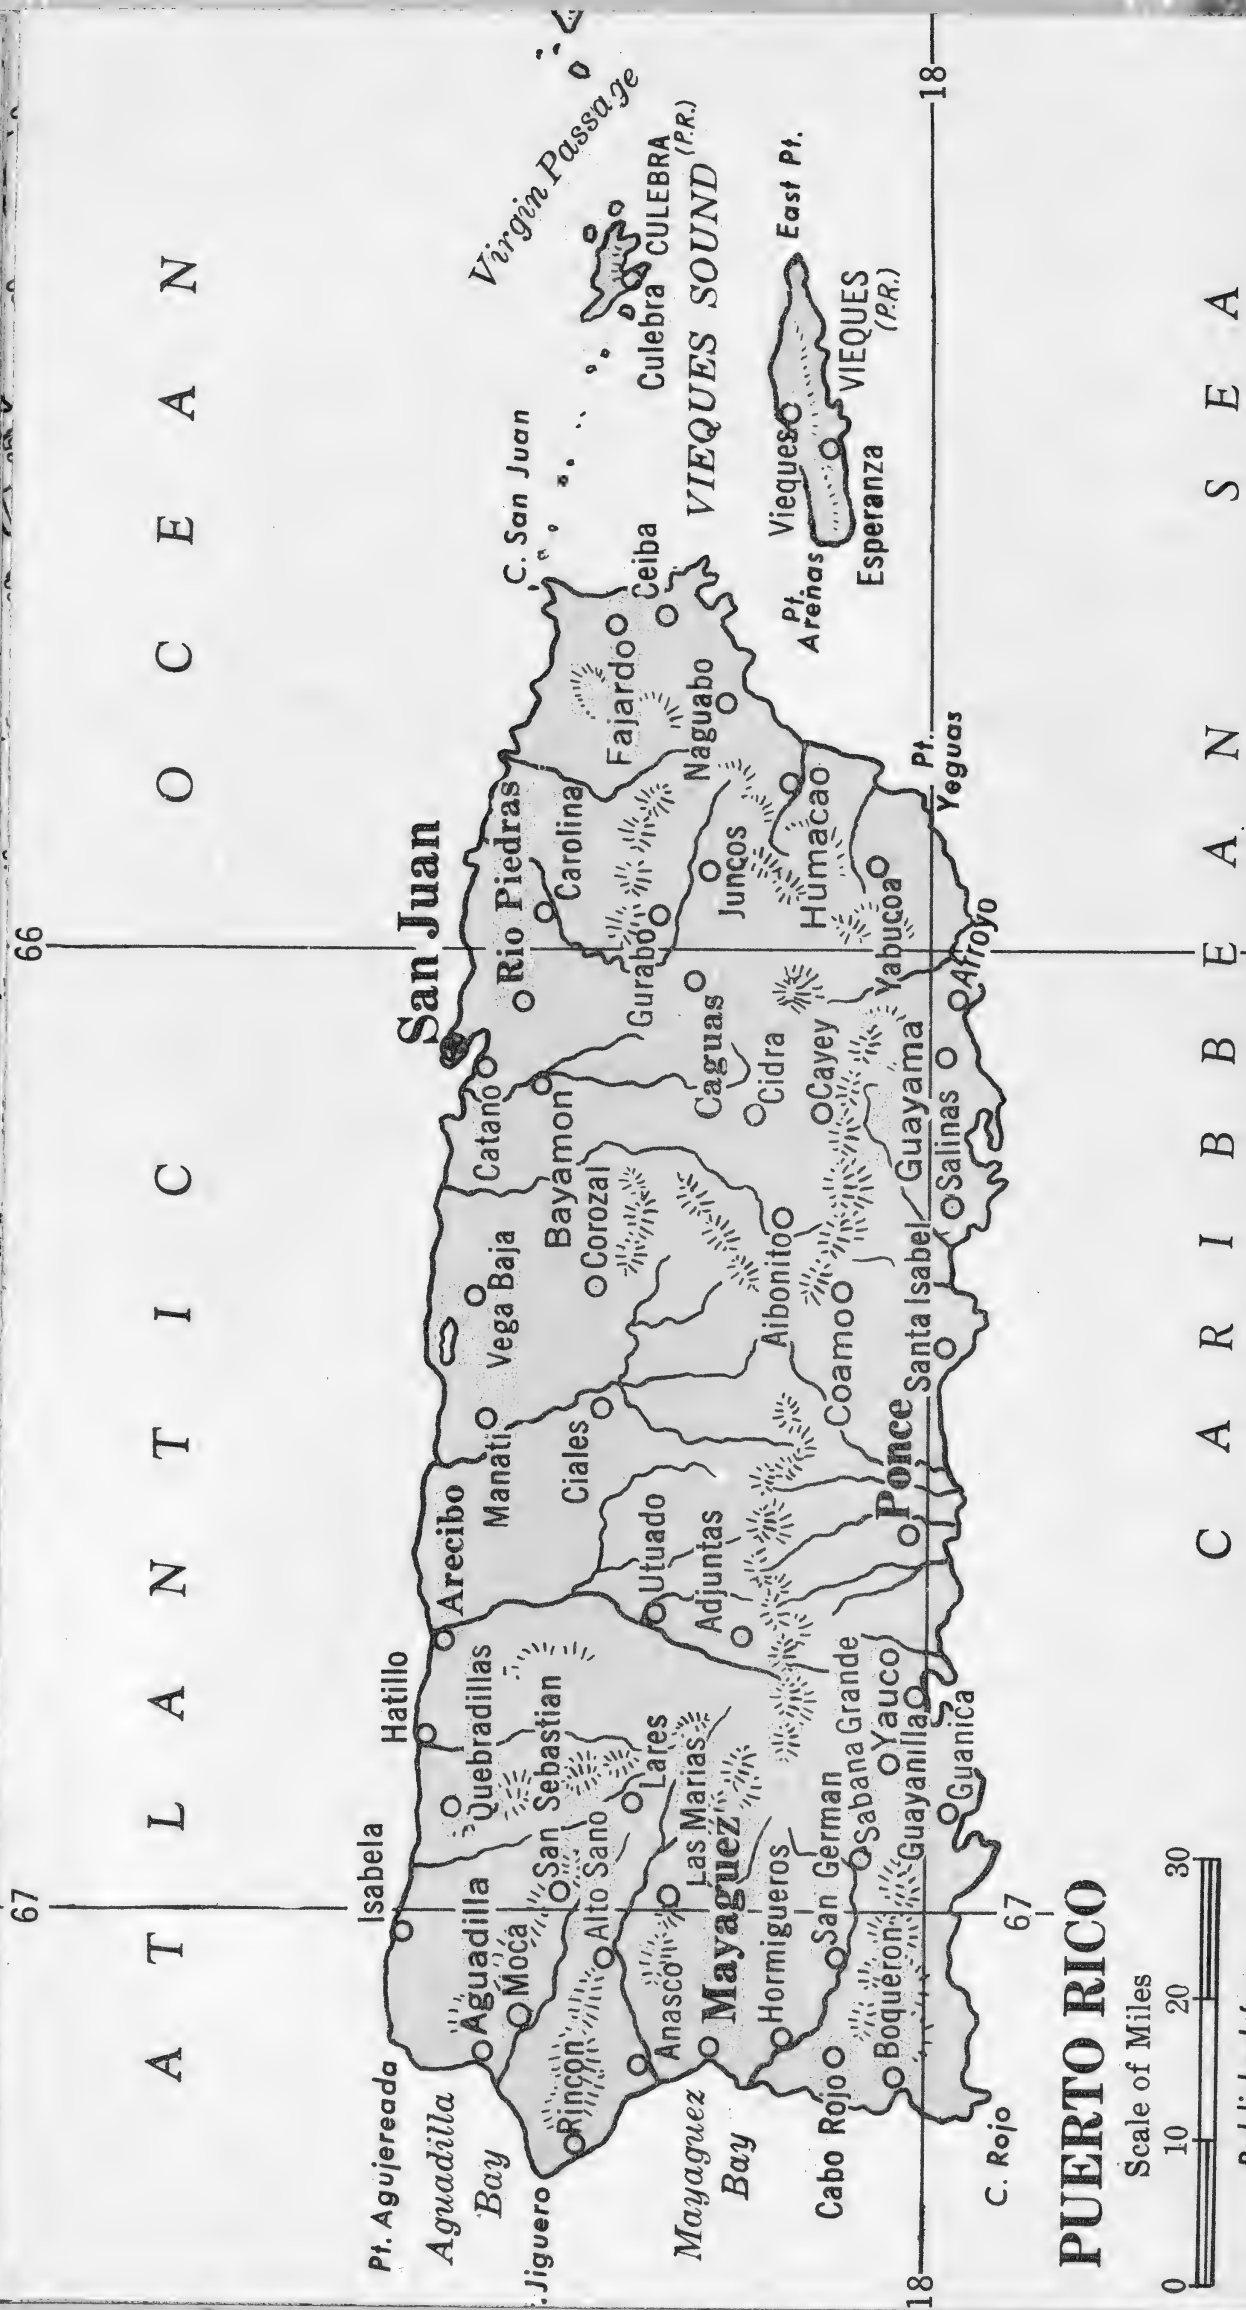 ATLANTIC OCEAN
67
66
Isabela
Hatillo
San Juan
C. San Juan
Virgin Passage
Pt. Agujereada
Aguadilla
Bay
Jiguero
Aguadilla
Moca
Quebradillas
San Sebastian
Arecibo
Manati
Vega Baja
Catano
Bayamon
Rio Piedras
Carolina
Fajardo
Ceiba
Culebra
CULEBRA
(P.R.)
VIEQUES SOUND
Rincon
Alto Sano
Lares
Utuado
Ciales
Corozal
Gurabo
Naguabo
Anasco
Las Marias
Adjuntas
Caguas
Juncos
Mayaguez
Bay
Mayaguez
Hormigueros
Aibonito
Cidra
Humacao
Pt.
Arenas
Vieques
East Pt.
VIEQUES
(P.R.)
Esperanza
Cabo Rojo
San German
Sabana Grande
Coamo
Cayey
Yabucoa
Boqueron
Guayanilla
Yauco
Ponce
Santa Isabel
Guayama
Salinas
Arroyo
Pt.
Yeguas
18
18
Guanica
C. Rojo
67
CARIBBEAN SEA
PUERTO RICO
Scale of Miles
0 10 20 30